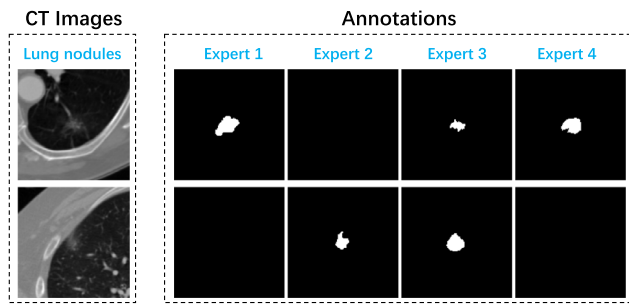 CT Images
Annotations
Lung nodules
Expert 1
Expert 2
Expert 3
Expert 4